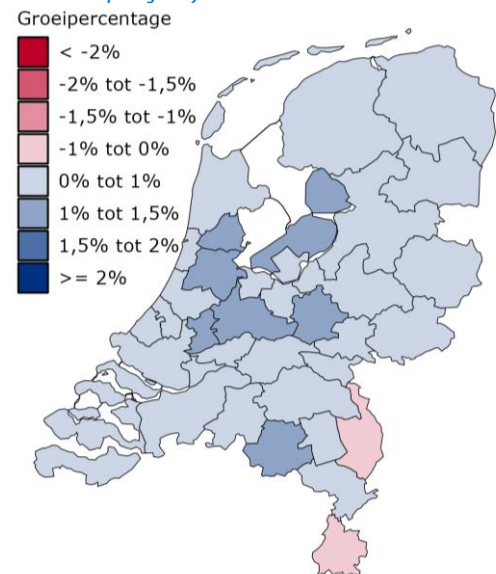 Groeipercentage
< -2%
-2% tot -1,5%
-1,5% tot -1%
-1% tot 0%
0% tot 1%
1% tot 1,5%
1,5% tot 2%
>= 2%